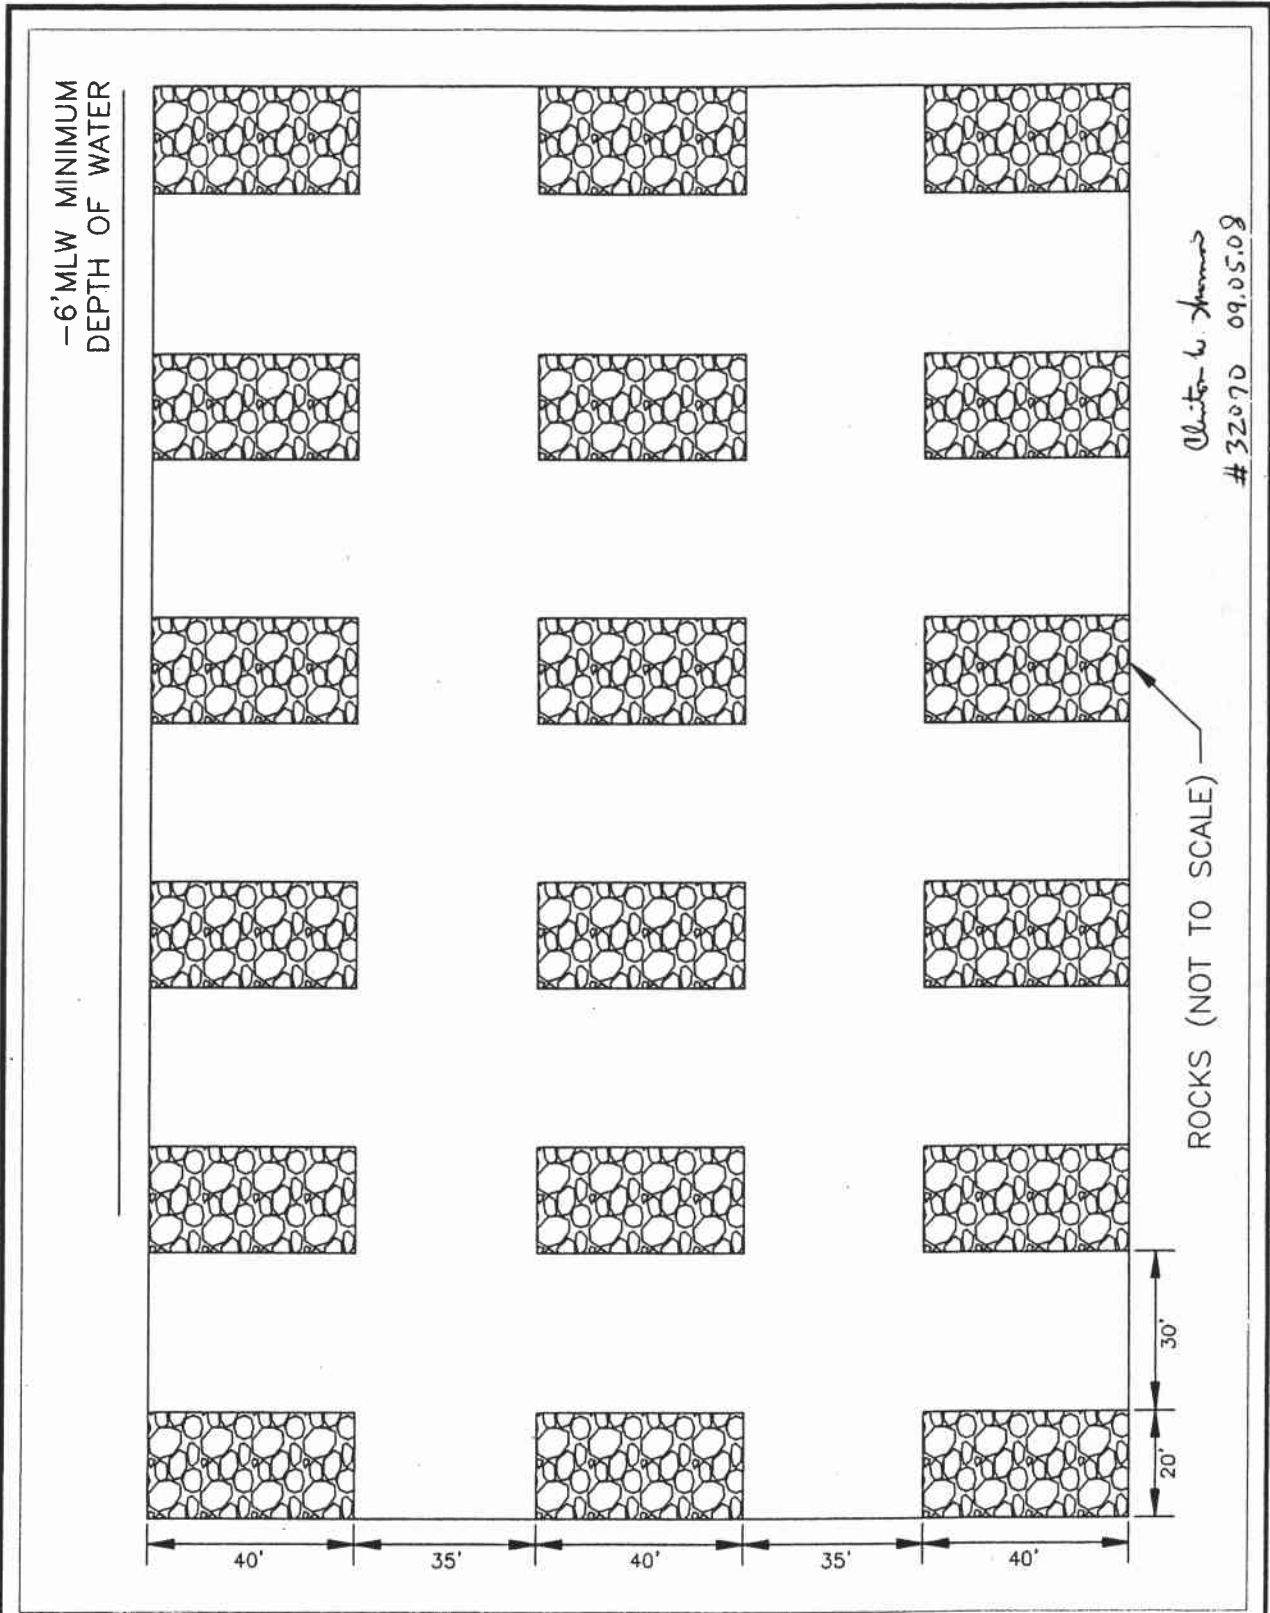 -6'MLW MINIMUM
DEPTH OF WATER
#32070 09.05.08
ROCKS (NOT TO SCALE)
30'
20'
40'
35'
40'
35'
40'